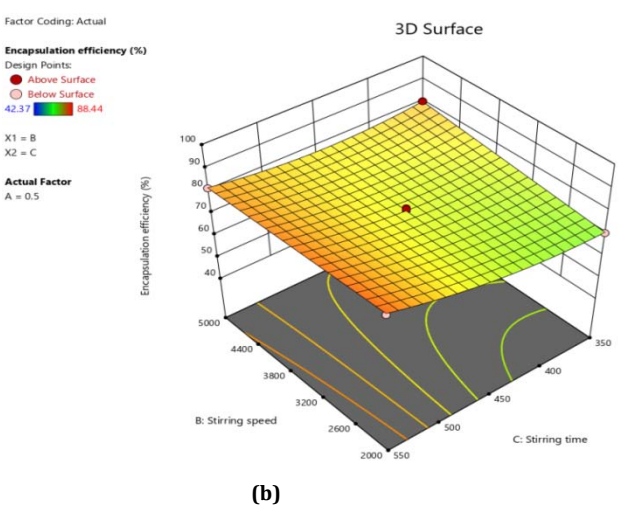 Factor Coding: Actual
3D Surface
Encapsulation efficiency (%)
Design Points:
Above Surface
Below Surface
42.37 88.44
X1 = B
X2 = C
Actual Factor
A = 0.5
Encapsulation efficiency (%)
100
90
80
70
60
50
40
5000
4400
3800
3200
2600
2000
B: Stirring speed
550
500
450
400
350
C: Stirring time
(b)